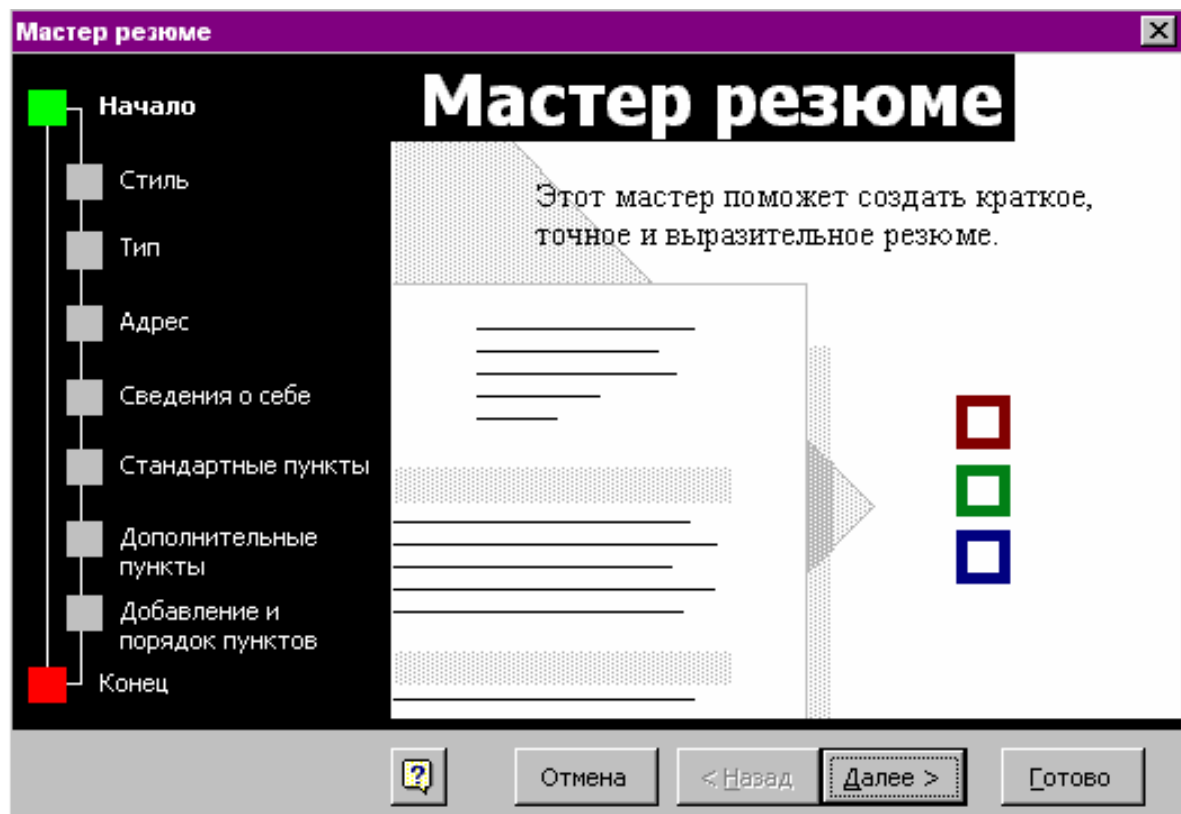 Мастер резюме
Начало
Стиль
Тип
Адрес
Сведения о себе
Стандартные пункты
Дополнительные
пункты
Добавление и
порядок пунктов
Конец
Мастер резюме
Этот мастер поможет создать краткое,
точное и выразительное резюме.
?
Отмена
< Назад
Далее >
Готово